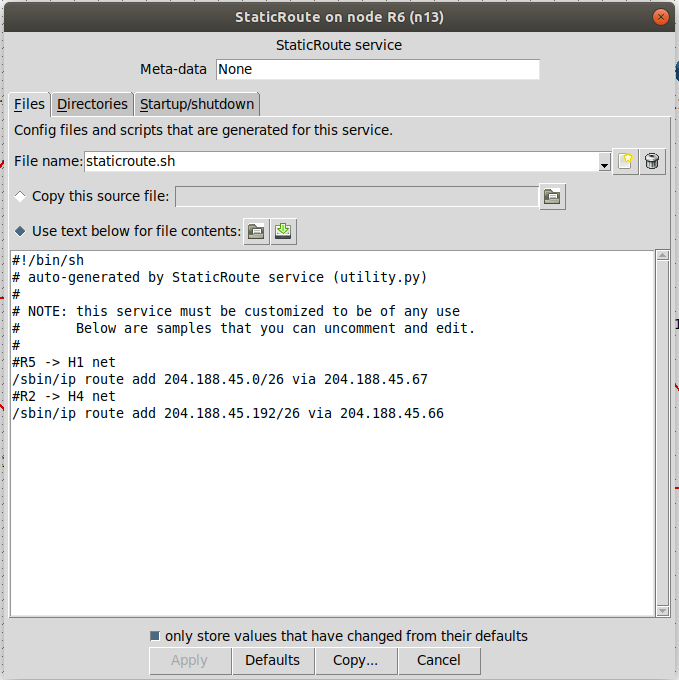 StaticRoute on node R6 (n13)
StaticRoute service
Meta-data None
Files Directories Startup/shutdown
Config files and scripts that are generated for this service.
File name: staticroute.sh
Copy this source file:
Use text below for file contents:
#!/bin/sh
# auto-generated by StaticRoute service (utility.py)
#
# NOTE: this service must be customized to be of any use
#       Below are samples that you can uncomment and edit.
#
#R5 -> H1 net
/sbin/ip route add 204.188.45.0/26 via 204.188.45.67
#R2 -> H4 net
/sbin/ip route add 204.188.45.192/26 via 204.188.45.66
only store values that have changed from their defaults
Apply Defaults Copy... Cancel